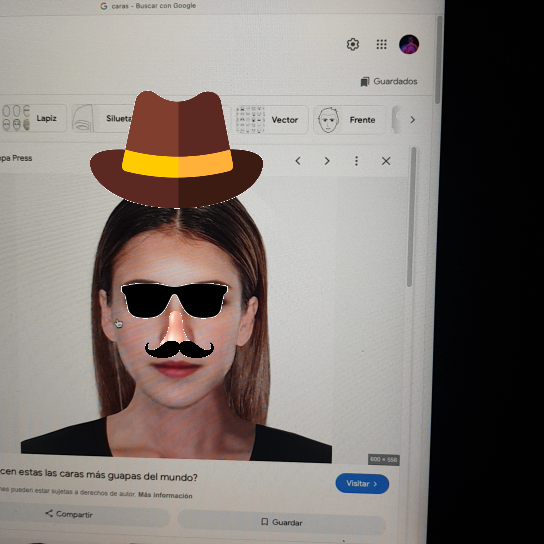 caras - Buscar con Google
Guardados
Lapiz
Silueta
Vector
Frente
pa Press
600 × 558
cen estas las caras más guapas del mundo?
nes pueden estar sujetas a derechos de autor. Más información
Visitar
Compartir
Guardar